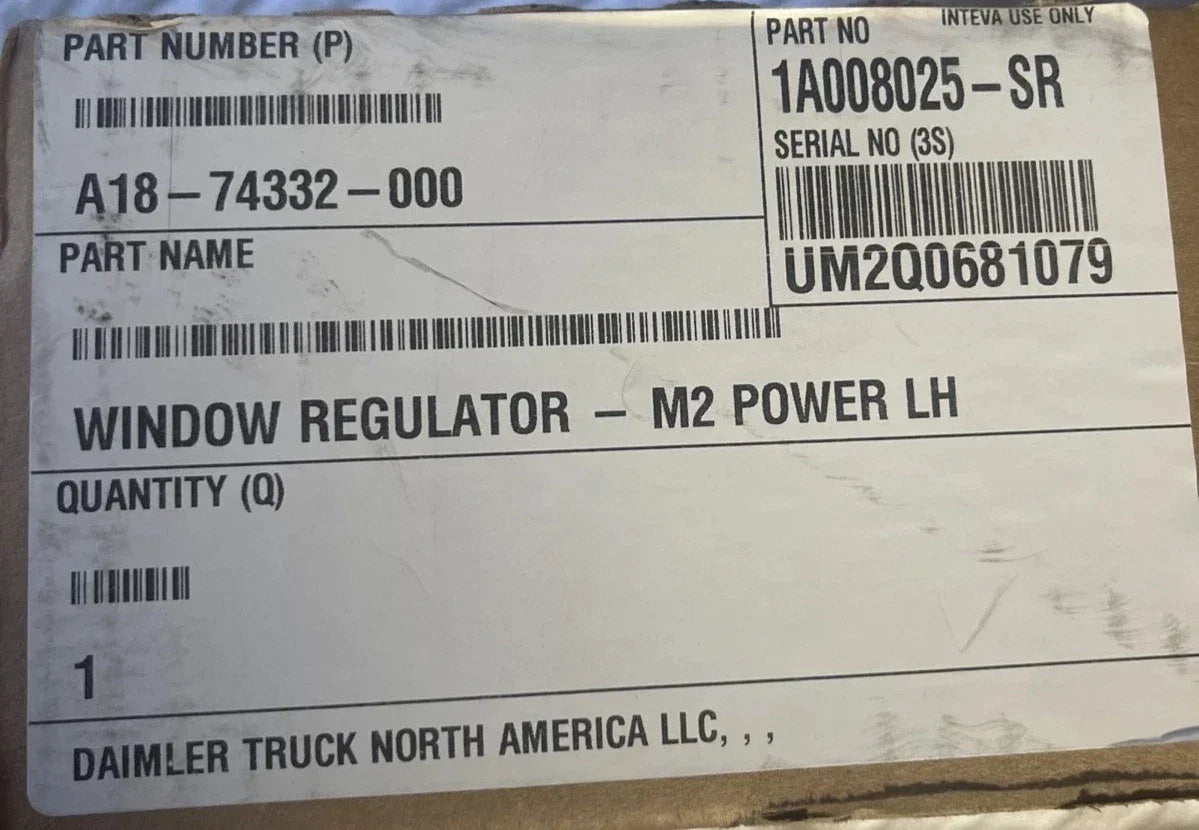 PART NUMBER (P)
A18-74332-000
INTEVA USE ONLY
PART NO
1A008025-SR
SERIAL NO (3S)
UM2Q0681079
PART NAME
WINDOW REGULATOR - M2 POWER LH
QUANTITY (Q)
1
DAIMLER TRUCK NORTH AMERICA LLC, , ,